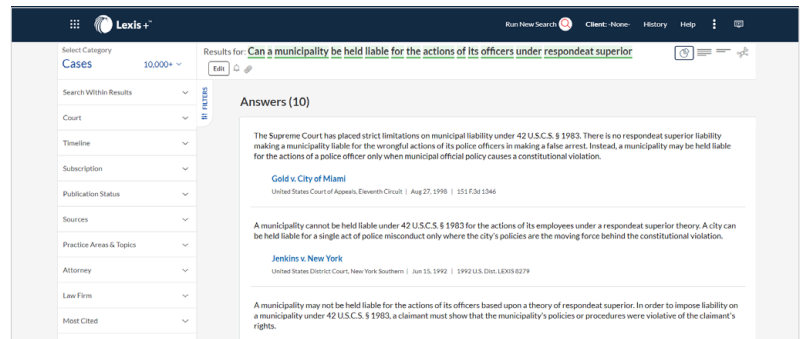 Lexis+
Run New Search
Client: -None-
History
Help
Select Category
Cases
10,000+
Results for: Can a municipality be held liable for the actions of its officers under respondeat superior
Edit
Search Within Results
Court
Timeline
Subscription
Publication Status
Sources
Practice Areas & Topics
Attorney
Law Firm
Most Cited
FILTERS
Answers (10)
The Supreme Court has placed strict limitations on municipal liability under 42 U.S.C.S. § 1983. There is no respondeat superior liability
making a municipality liable for the wrongful actions of its police officers in making a false arrest. Instead, a municipality may be held liable
for the actions of a police officer only when municipal official policy causes a constitutional violation.
Gold v. City of Miami
United States Court of Appeals, Eleventh Circuit | Aug 27, 1998 | 151 F.3d 1346
A municipality cannot be held liable under 42 U.S.C.S. § 1983 for the actions of its employees under a respondeat superior theory. A city can
be held liable for a single act of police misconduct only where the city's policies are the moving force behind the constitutional violation.
Jenkins v. New York
United States District Court, New York Southern | Jun 15, 1992 | 1992 U.S. Dist. LEXIS 8279
A municipality may not be held liable for the actions of its officers based upon a theory of respondeat superior. In order to impose liability on
a municipality under 42 U.S.C.S. § 1983, a claimant must show that the municipality's policies or procedures were violative of the claimant's
rights.